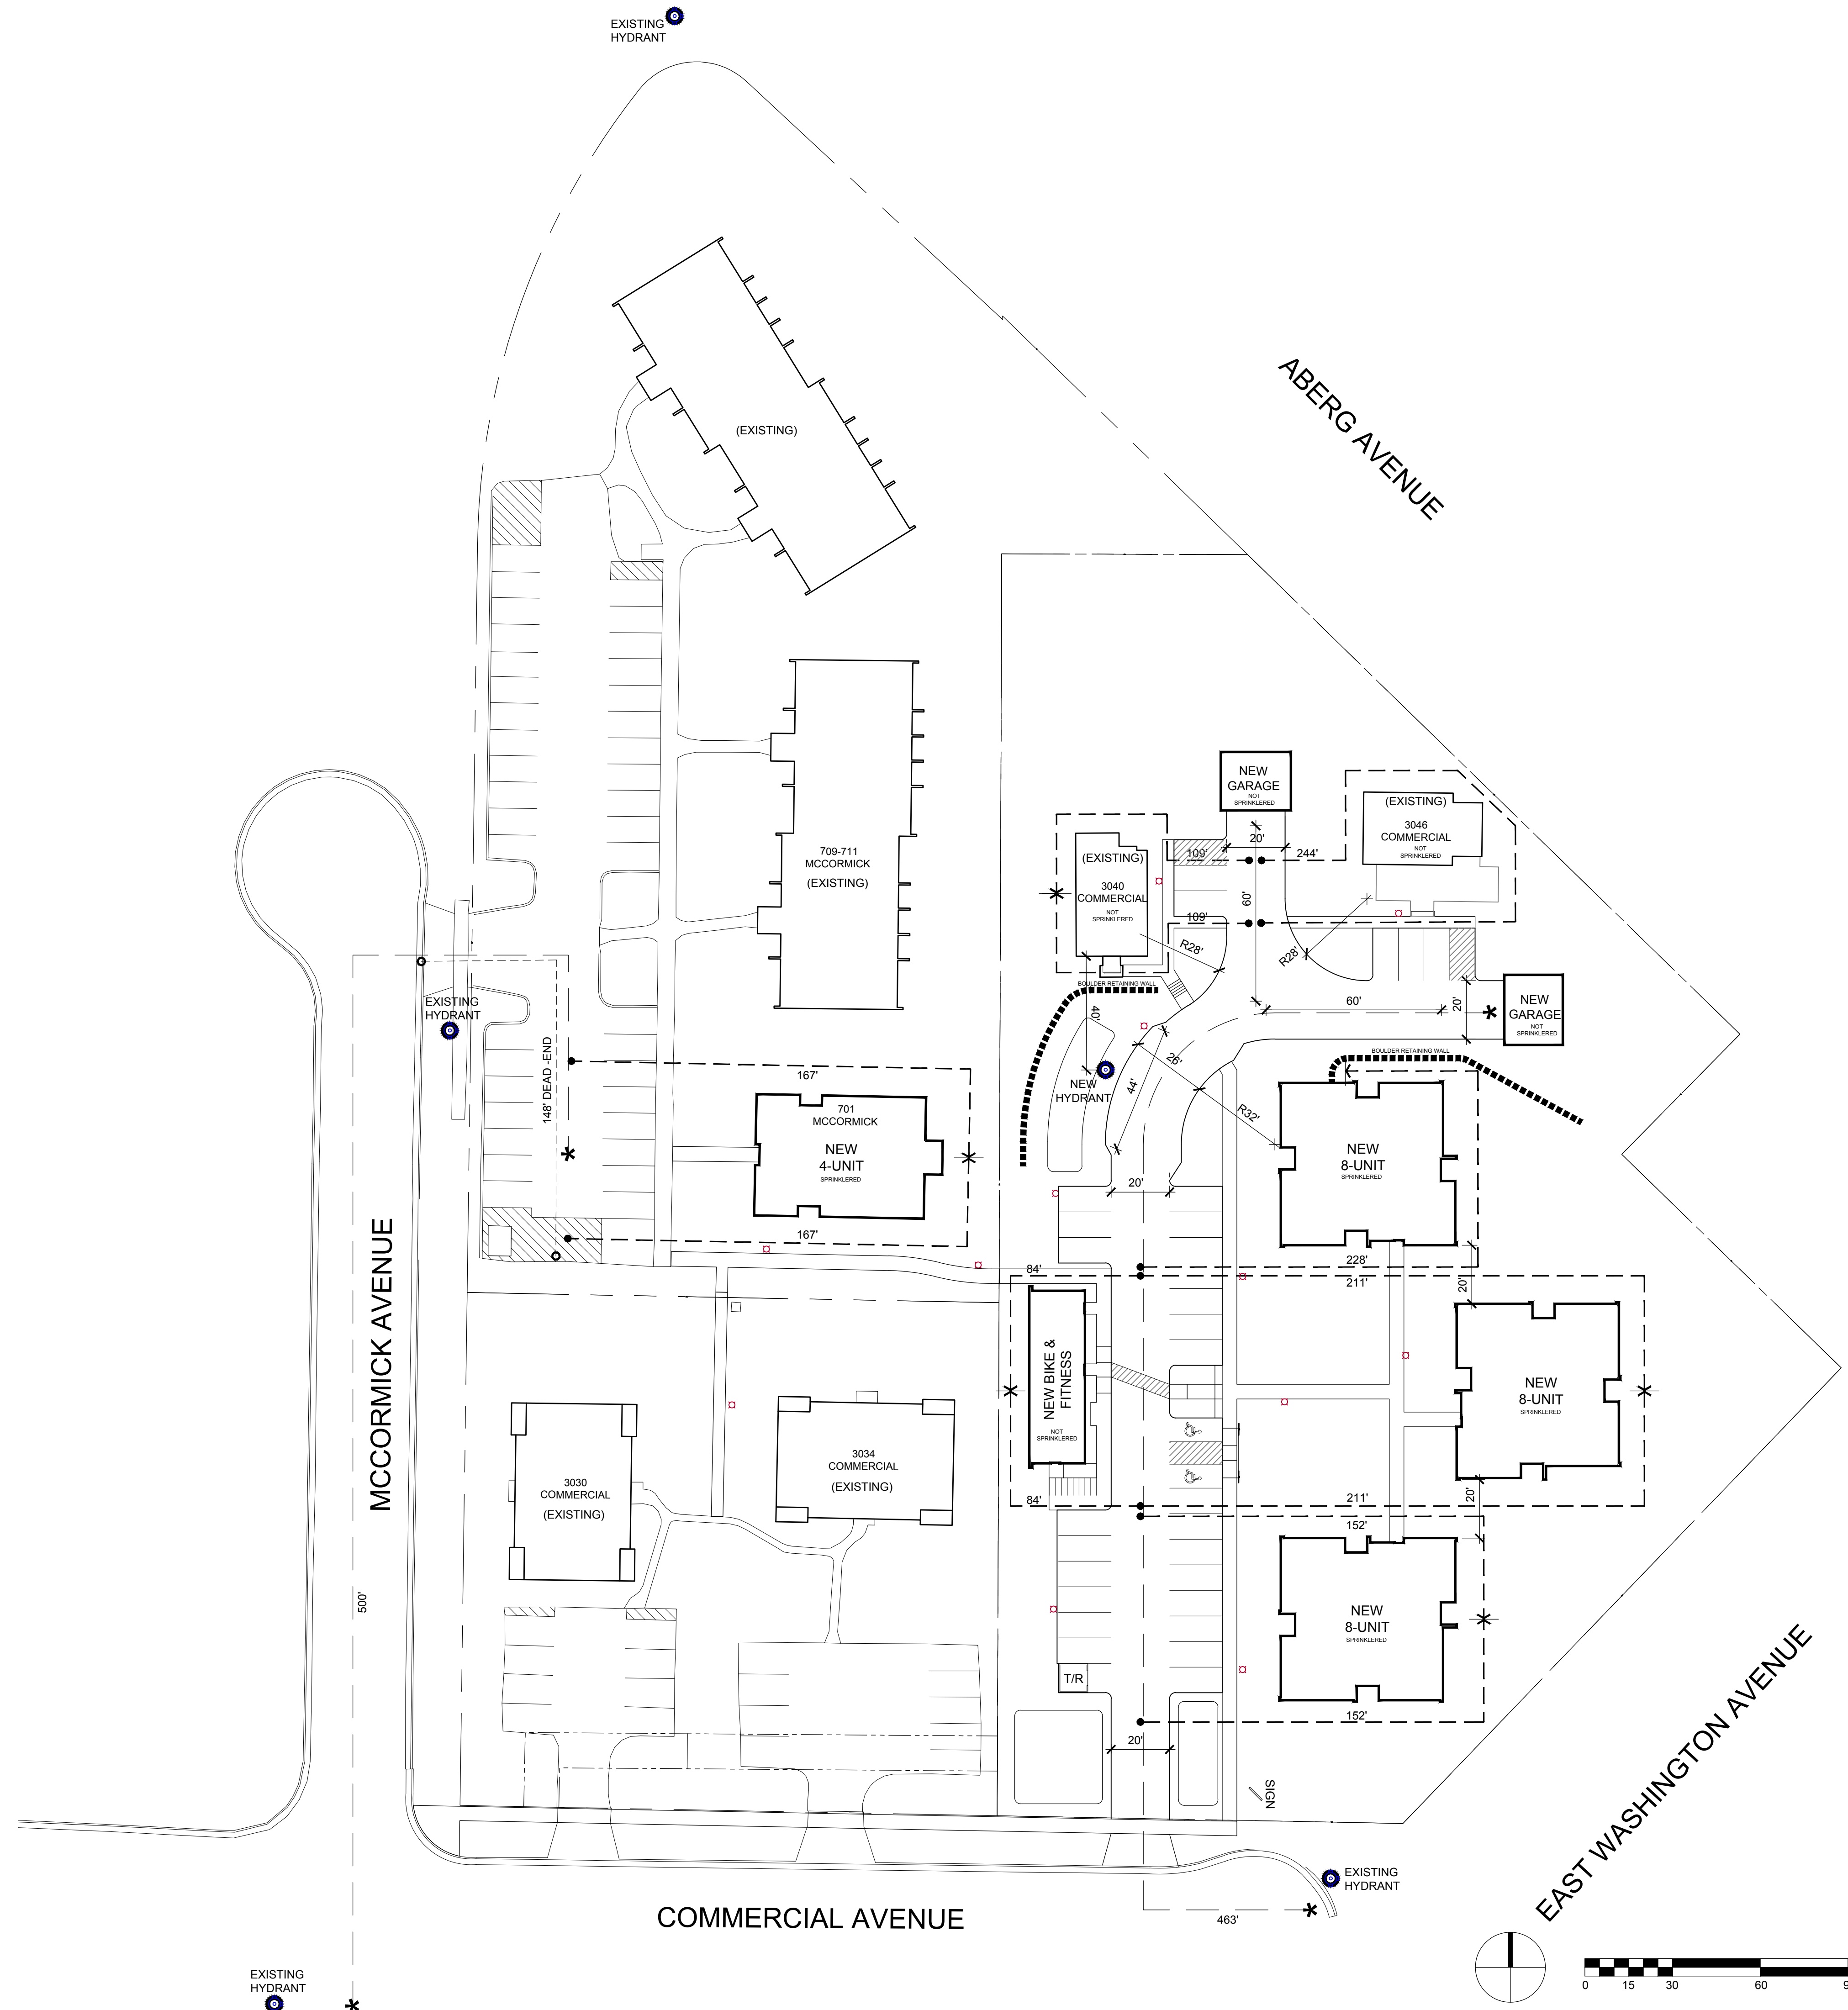 EXISTING
HYDRANT
ABERG AVENUE
(EXISTING)
709-711
MCCORMICK
(EXISTING)
NEW
GARAGE
NOT
SPRINKLERED
(EXISTING)
3046
COMMERCIAL
NOT
SPRINKLERED
20'
109'
244'
(EXISTING)
3040
COMMERCIAL
NOT
SPRINKLERED
60'
109'
R28'
R28'
BOULDER RETAINING WALL
40'
60'
20'
NEW
GARAGE
NOT
SPRINKLERED
EXISTING
HYDRANT
148' DEAD -END
167'
701
MCCORMICK
NEW
4-UNIT
SPRINKLERED
167'
NEW
HYDRANT
26'
44'
R32'
BOULDER RETAINING WALL
NEW
8-UNIT
SPRINKLERED
20'
228'
84'
211'
20'
MCCORMICK AVENUE
NEW BIKE &
FITNESS
NOT
SPRINKLERED
NEW
8-UNIT
SPRINKLERED
3030
COMMERCIAL
(EXISTING)
3034
COMMERCIAL
(EXISTING)
84'
211'
20'
152'
500'
NEW
8-UNIT
SPRINKLERED
T/R
152'
20'
SIGN
EAST WASHINGTON AVENUE
EXISTING
HYDRANT
COMMERCIAL AVENUE
463'
EXISTING
HYDRANT
0 15 30 60 9